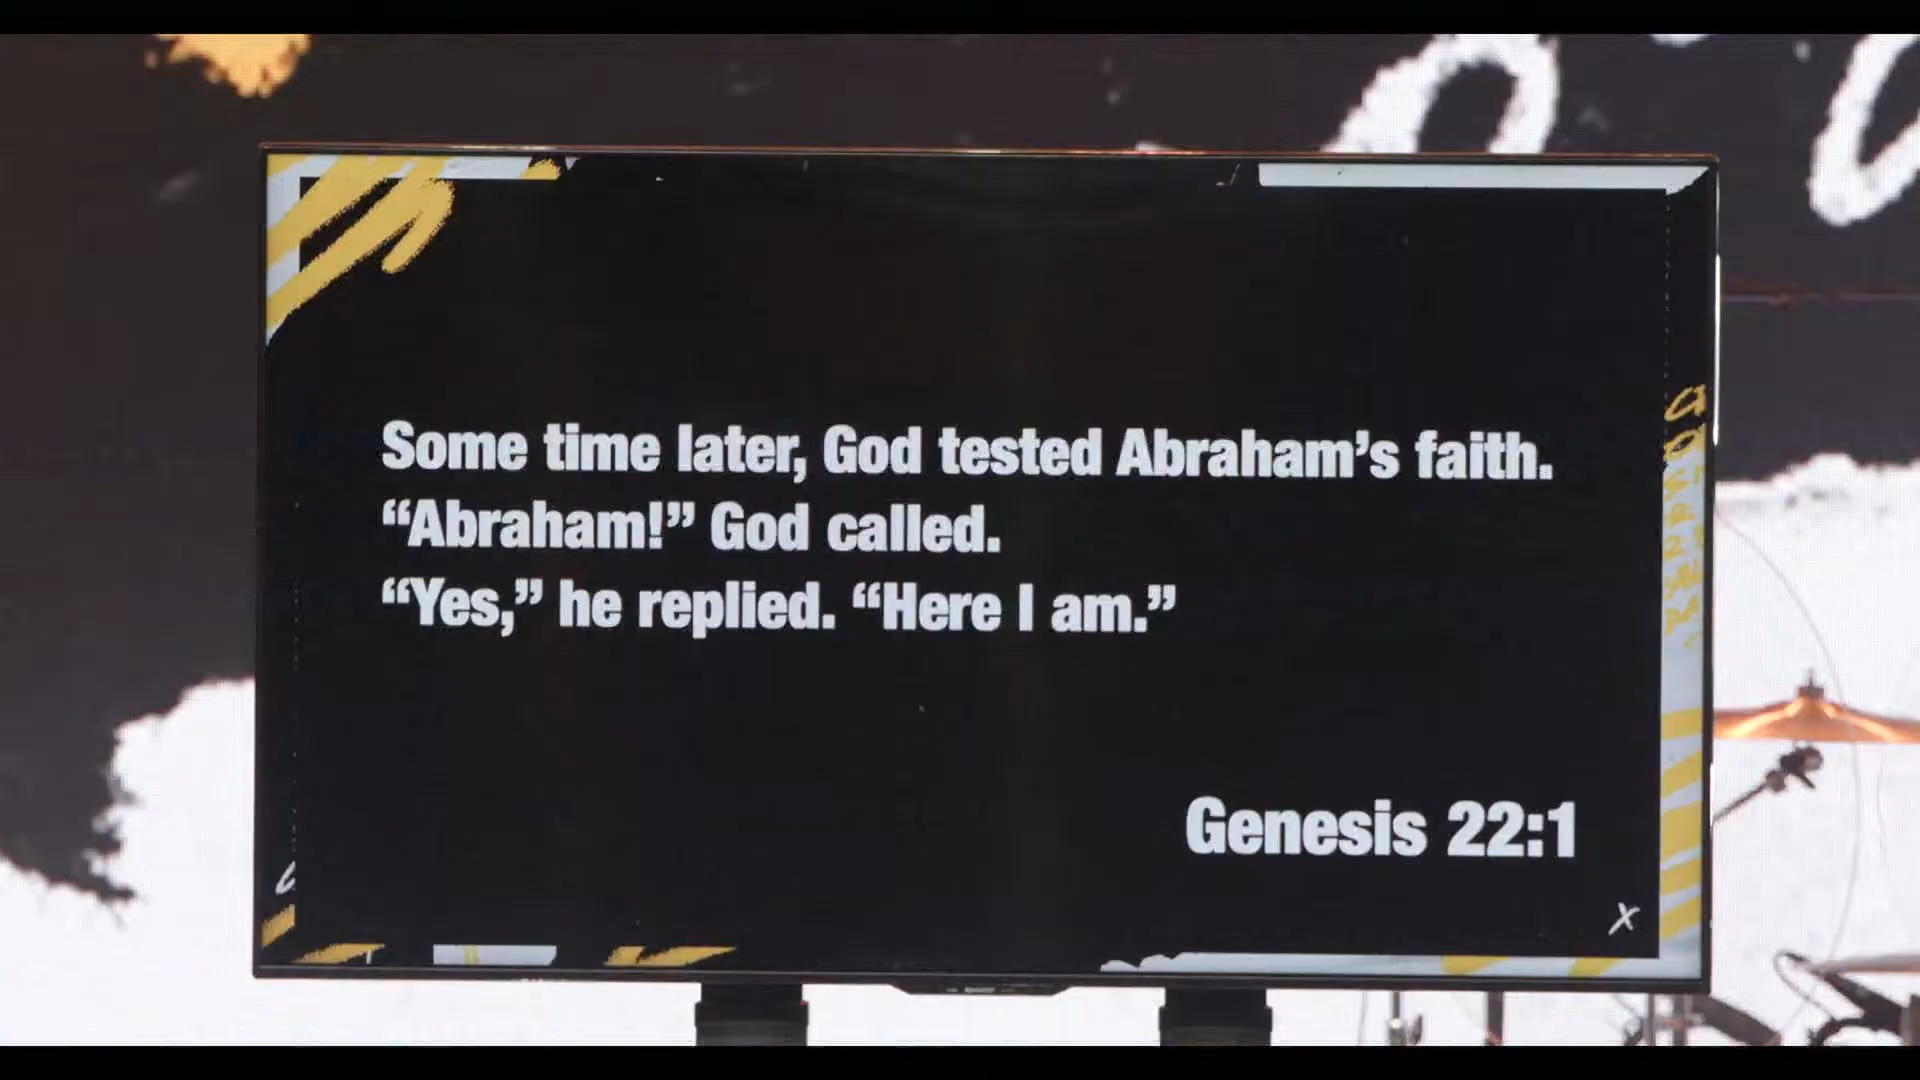 Some time later, God tested Abraham’s faith.
“Abraham!” God called.
“Yes,” he replied. “Here I am.”
Genesis 22:1